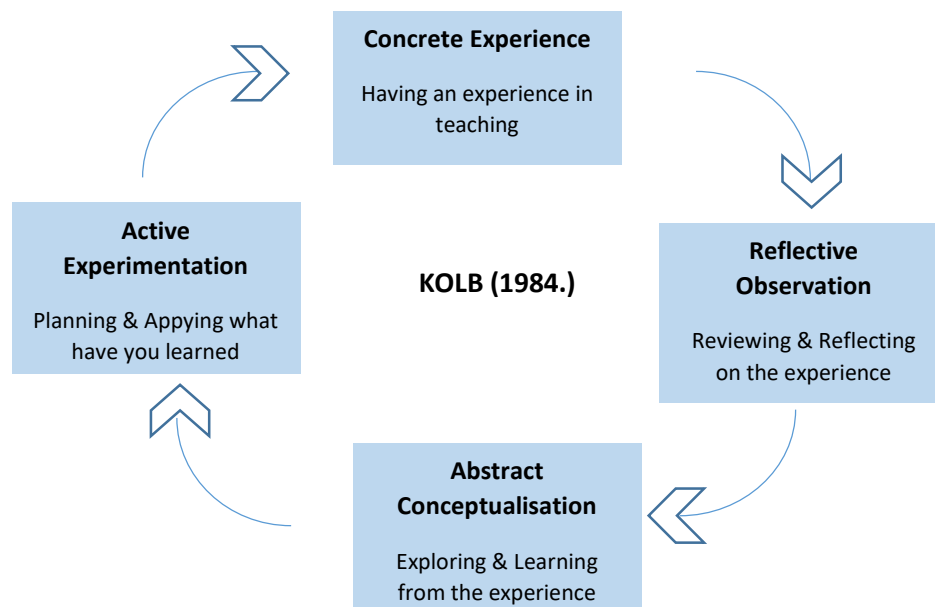 Concrete Experience
Having an experience in
teaching
Active
Experimentation
Planning & Appying what
have you learned
KOLB (1984.)
Reflective
Observation
Reviewing & Reflecting
on the experience
Abstract
Conceptualisation
Exploring & Learning
from the experience